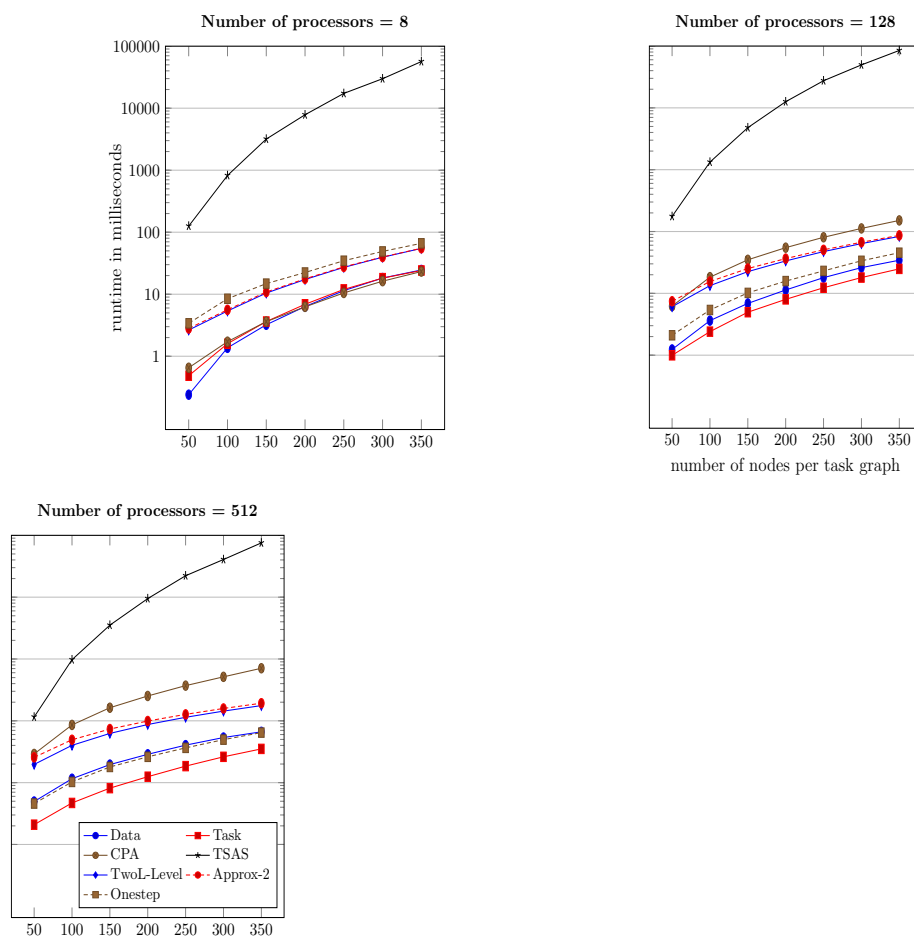 Number of processors = 8
100000
10000
1000
100
10
1
runtime in milliseconds
50 100 150 200 250 300 350
Number of processors = 128
50 100 150 200 250 300 350
number of nodes per task graph
Number of processors = 512
Data Task
CPA TSAS
TwoL-Level Approx-2
Onestep
50 100 150 200 250 300 350